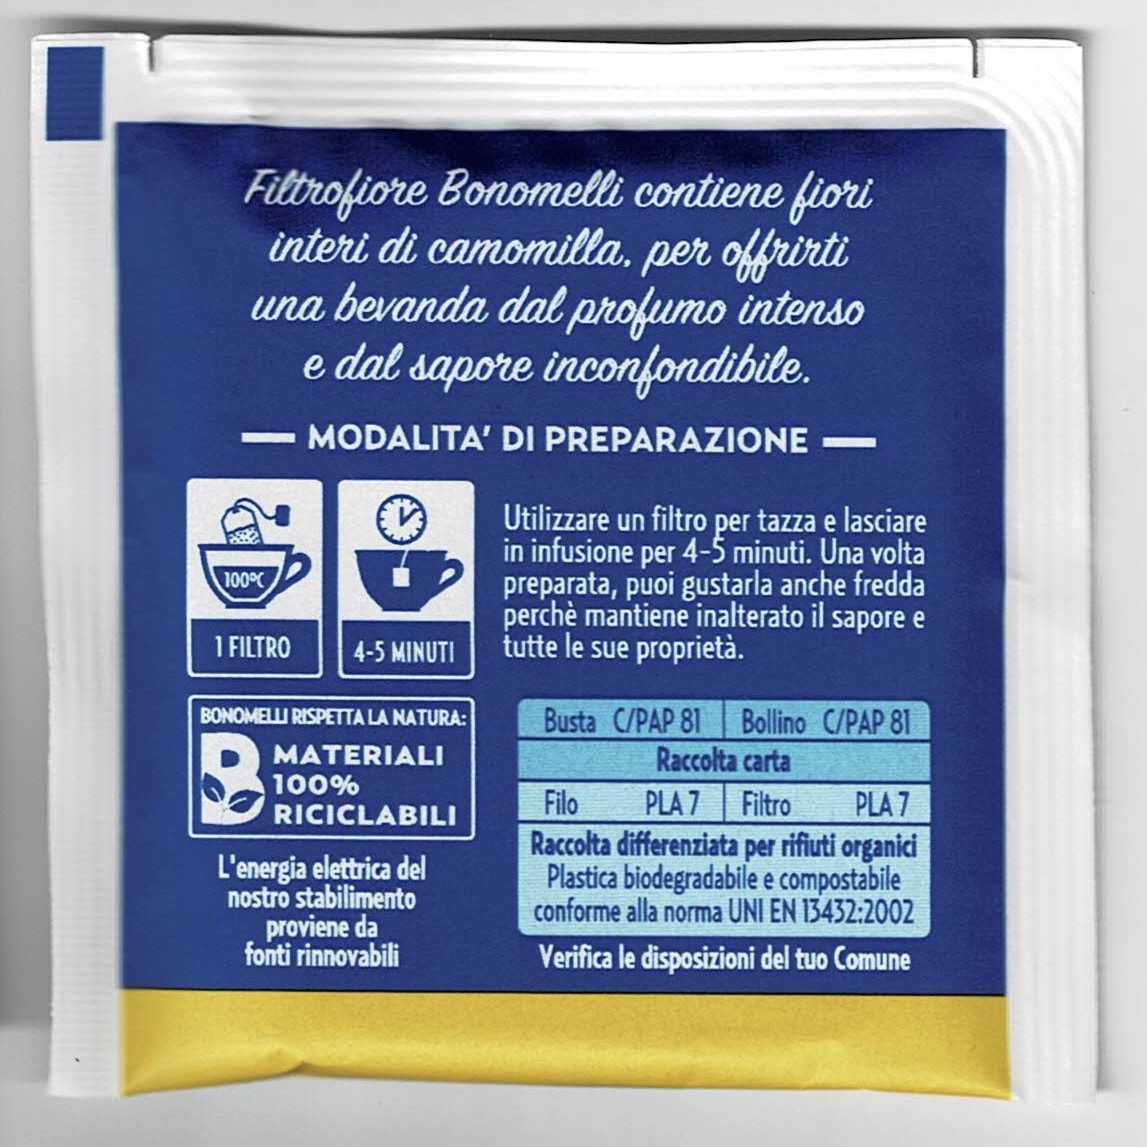 Filtrofiore Bonomelli contiene fiori
interi di camomilla, per offrirti
una bevanda dal profumo intenso
e dal sapore inconfondibile.
MODALITA' DI PREPARAZIONE
100°C
1 FILTRO
4-5 MINUTI
Utilizzare un filtro per tazza e lasciare
in infusione per 4-5 minuti. Una volta
preparata, puoi gustarla anche fredda
perchè mantiene inalterato il sapore e
tutte le sue proprietà.
BONOMELLI RISPETTA LA NATURA:
B
MATERIALI
100%
RICICLABILI
L'energia elettrica del
nostro stabilimento
proviene da
fonti rinnovabili
Busta C/PAP 81 Bollino C/PAP 81
Raccolta carta
Filo PLA 7 Filtro PLA 7
Raccolta differenziata per rifiuti organici
Plastica biodegradabile e compostabile
conforme alla norma UNI EN 13432:2002
Verifica le disposizioni del tuo Comune